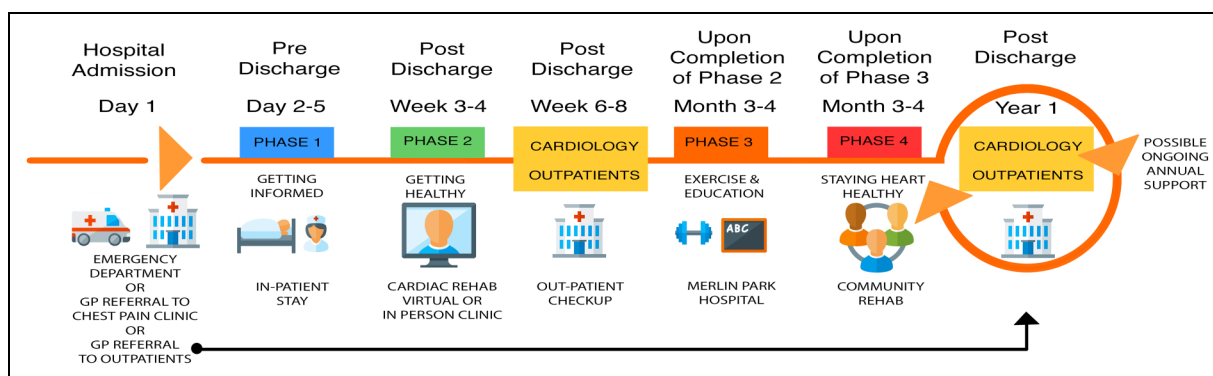 Hospital
Admission
Day 1
EMERGENCY
DEPARTMENT
OR
GP REFERRAL TO
CHEST PAIN CLINIC
OR
GP REFERRAL
TO OUTPATIENTS
Pre
Discharge
Day 2-5
PHASE 1
GETTING
INFORMED
IN-PATIENT
STAY
Post
Discharge
Week 3-4
PHASE 2
GETTING
HEALTHY
CARDIAC REHAB
VIRTUAL OR
IN PERSON CLINIC
Post
Discharge
Week 6-8
CARDIOLOGY
OUTPATIENTS
OUT-PATIENT
CHECKUP
Upon
Completion
of Phase 2
Month 3-4
PHASE 3
EXERCISE &
EDUCATION
ABC
MERLIN PARK
HOSPITAL
Upon
Completion
of Phase 3
Month 3-4
PHASE 4
STAYING HEART
HEALTHY
COMMUNITY
REHAB
Post
Discharge
Year 1
CARDIOLOGY
OUTPATIENTS
POSSIBLE
ONGOING
ANNUAL
SUPPORT